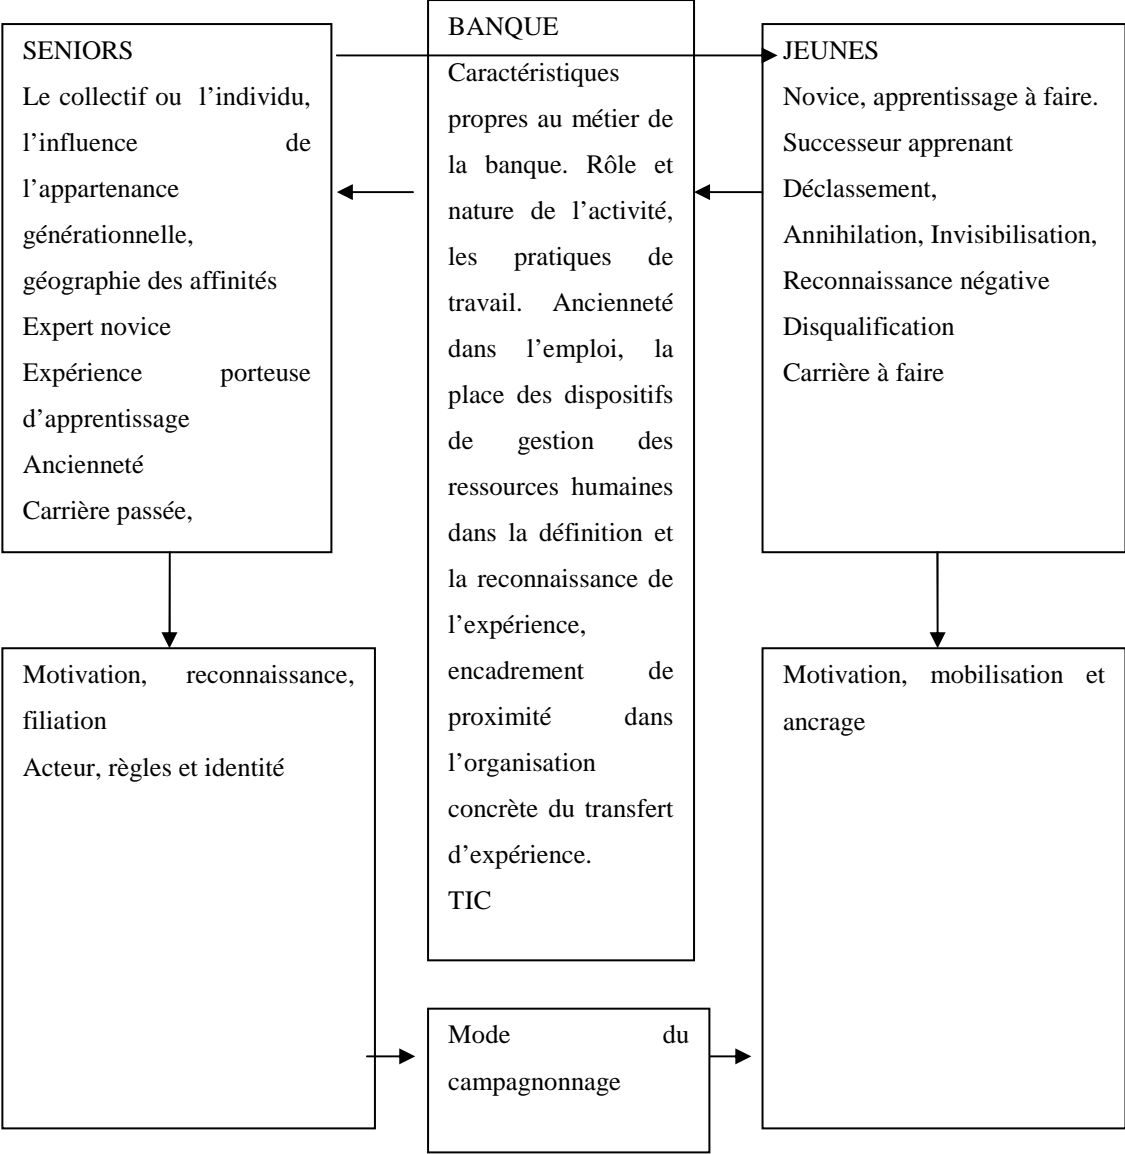 SENIORS
Le collectif ou l’individu,
l’influence de
l’appartenance
générationnelle,
géographie des affinités
Expert novice
Expérience porteuse
d’apprentissage
Ancienneté
Carrière passée,
BANQUE
Caractéristiques
propres au métier de
la banque. Rôle et
nature de l’activité,
les pratiques de
travail. Ancienneté
dans l’emploi, la
place des dispositifs
de gestion des
ressources humaines
dans la définition et
la reconnaissance de
l’expérience,
encadrement de
proximité dans
l’organisation
concrète du transfert
d’expérience.
TIC
JEUNES
Novice, apprentissage à faire.
Successeur apprenant
Déclassement,
Annihilation, Invisibilisation,
Reconnaissance négative
Disqualification
Carrière à faire
Motivation, reconnaissance,
filiation
Acteur, règles et identité
Mode du
campagnonnage
Motivation, mobilisation et
ancrage